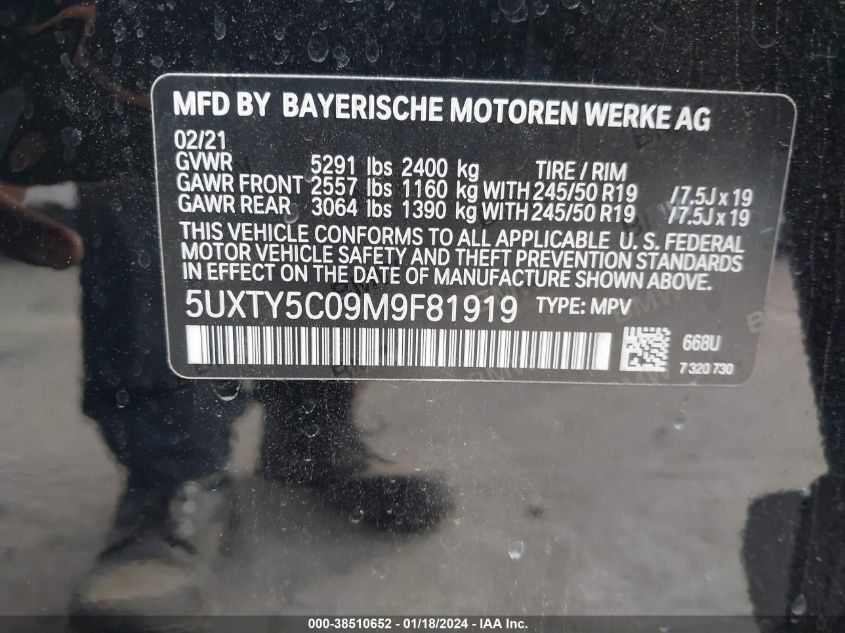 MFD BY BAYERISCHE MOTOREN WERKE AG
02/21
GVWR 5291 lbs 2400 kg TIRE / RIM
GAWR FRONT 2557 lbs 1160 kg WITH 245/50 R19 /7.5J x 19
GAWR REAR 3064 lbs 1390 kg WITH 245/50 R19 /7.5J x 19
THIS VEHICLE CONFORMS TO ALL APPLICABLE U. S. FEDERAL
MOTOR VEHICLE SAFETY AND THEFT PREVENTION STANDARDS
IN EFFECT ON THE DATE OF MANUFACTURE SHOWN ABOVE.
5UXTY5C09M9F81919 TYPE: MPV
668U
7 320 730
000-38510652 - 01/18/2024 - IAA Inc.